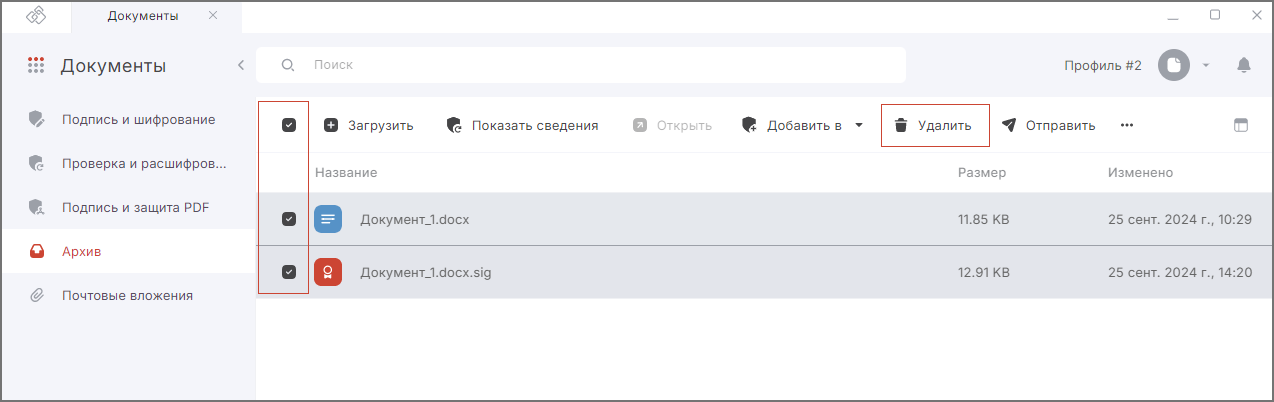 Документы
Документы
Поиск
Профиль #2
Подпись и шифрование
Проверка и расшифров...
Подпись и защита PDF
Архив
Почтовые вложения
Загрузить Показать сведения Открыть Добавить в Удалить Отправить
Название Размер Изменено
Документ_1.docx 11.85 KB 25 сент. 2024 г., 10:29
Документ_1.docx.sig 12.91 KB 25 сент. 2024 г., 14:20